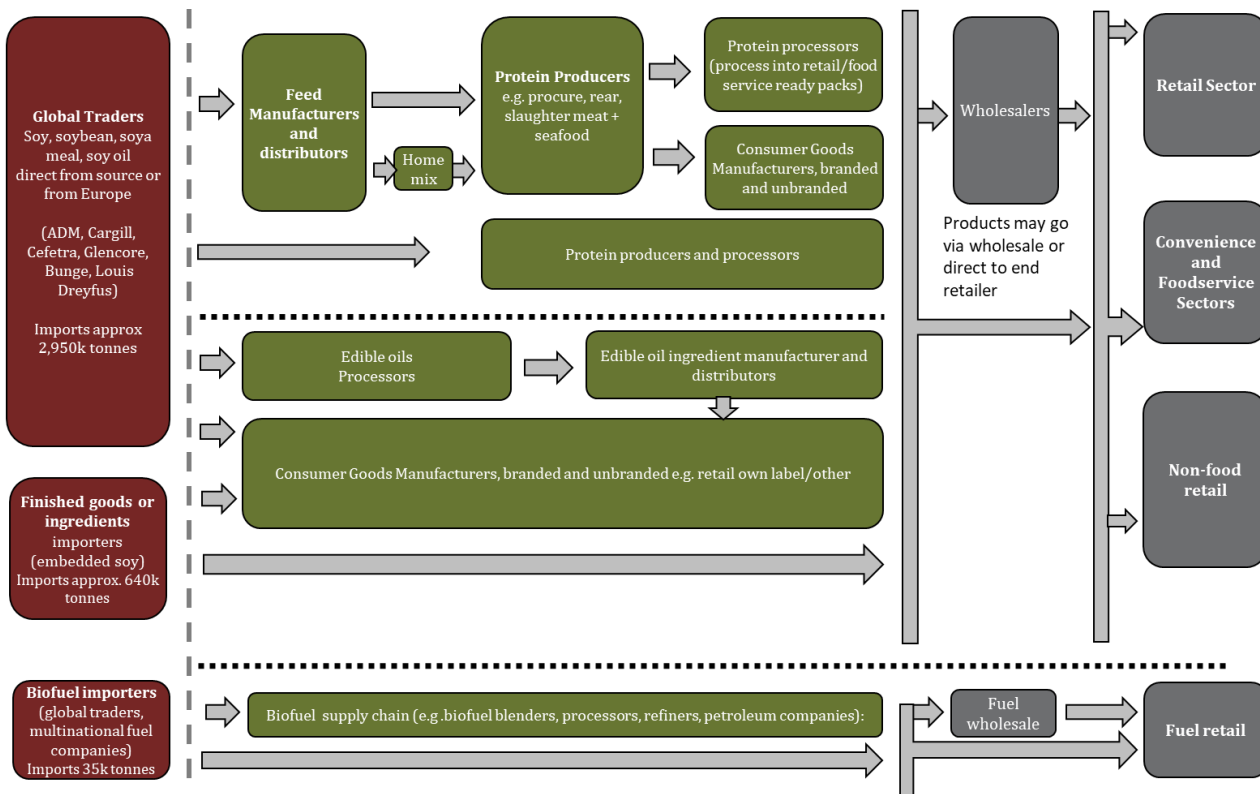 Global Traders
Soy, soybean, soya
meal, soy oil
direct from source or
from Europe
(ADM, Cargill,
Cefetra, Glencore,
Bunge, Louis
Dreyfus)
Imports approx
2,950k tonnes
Finished goods or
ingredients
importers
(embedded soy)
Imports approx. 640k
tonnes
Biofuel importers
(global traders,
multinational fuel
companies)
Imports 35k tonnes
Feed
Manufacturers
and
distributors
Home
mix
Protein Producers
e.g. procure, rear,
slaughter meat +
seafood
Protein processors
(process into retail/food
service ready packs)
Consumer Goods
Manufacturers, branded
and unbranded
Protein producers and processors
Edible oils
Processors
Edible oil ingredient manufacturer and
distributors
Consumer Goods Manufacturers, branded and unbranded e.g. retail own label/other
Biofuel supply chain (e.g .biofuel blenders, processors, refiners, petroleum companies):
Wholesalers
Products may go
via wholesale or
direct to end
retailer
Fuel
wholesale
Retail Sector
Convenience
and
Foodservice
Sectors
Non-food
retail
Fuel retail